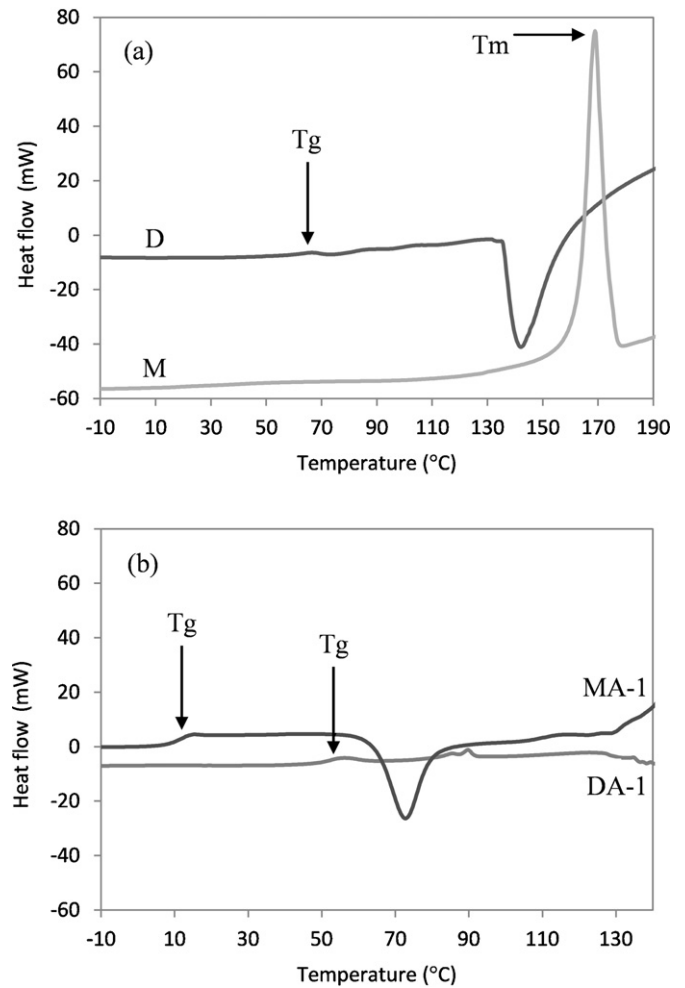 80
(a)
Tm
60
40
Tg
20
Heat flow (mW)
0
D
-20
-40
M
-60
-10 10 30 50 70 90 110 130 150 170 190
Temperature (°C)
80
(b)
60
Tg
Tg
40
20
MA-1
Heat flow (mW)
0
DA-1
-20
-40
-60
-10 10 30 50 70 90 110 130
Temperature (°C)